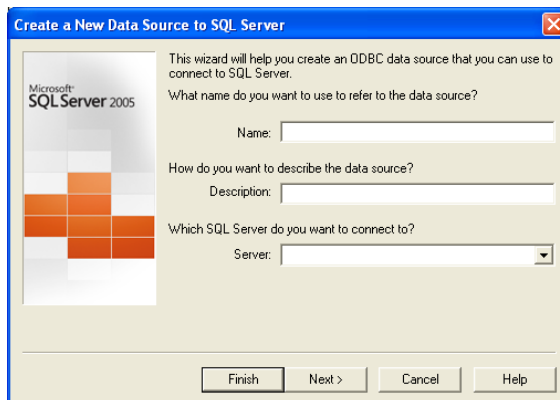 Create a New Data Source to SQL Server
Microsoft®
SQL Server 2005
This wizard will help you create an ODBC data source that you can use to
connect to SQL Server.
What name do you want to use to refer to the data source?
Name:
How do you want to describe the data source?
Description:
Which SQL Server do you want to connect to?
Server:
Finish
Next >
Cancel
Help